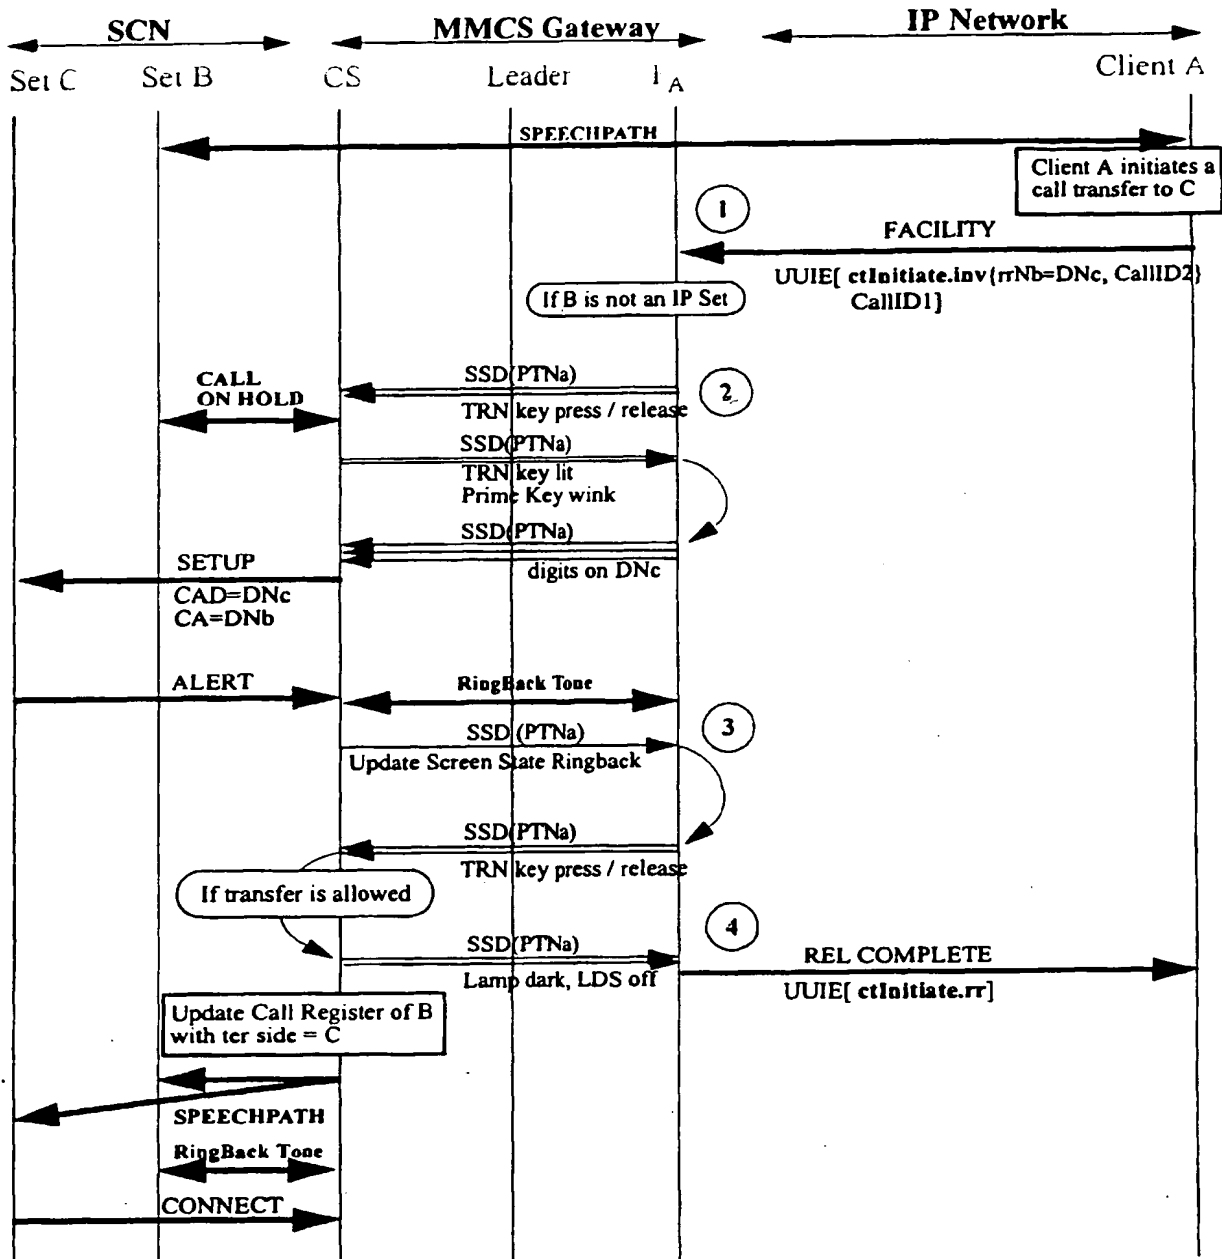 SCN
MMCS Gateway
IP Network
Set C
Set B
CS
Leader
I A
Client A
SPEECHPATH
Client A initiates a
call transfer to C
1
FACILITY
UUIE[ ctInitiate.inv{rrNb=DNc, CallID2}
CallID1]
If B is not an IP Set
CALL
ON HOLD
SSD(PTNa)
TRN key press / release
2
SSD(PTNa)
TRN key lit
Prime Key wink
SSD(PTNa)
digits on DNc
SETUP
CAD=DNc
CA=DNb
ALERT
RingBack Tone
SSD (PTNa)
Update Screen State Ringback
3
SSD(PTNa)
TRN key press / release
If transfer is allowed
SSD(PTNa)
Lamp dark, LDS off
4
REL COMPLETE
UUIE[ ctInitiate.rr]
Update Call Register of B
with ter side = C
SPEECHPATH
RingBack Tone
CONNECT